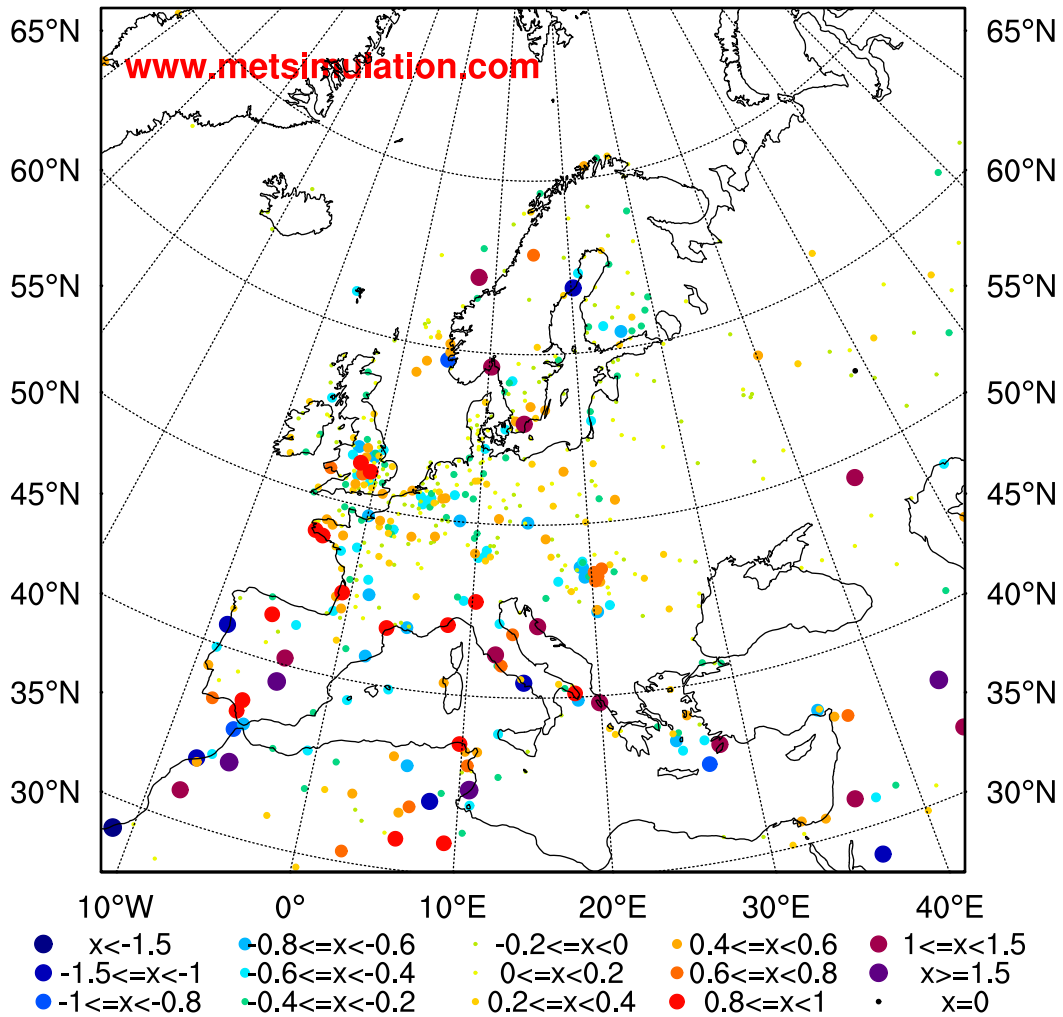 65°N 65°N
www.metsimulation.com
60°N 60°N
55°N 55°N
50°N 50°N
45°N 45°N
40°N 40°N
35°N 35°N
30°N 30°N
10°W 0° 10°E 20°E 30°E 40°E
x<-1.5 -0.8<=x<-0.6 -0.2<=x<0 0.4<=x<0.6 1<=x<1.5
-1.5<=x<-1 -0.6<=x<-0.4 0<=x<0.2 0.6<=x<0.8 x>=1.5
-1<=x<-0.8 -0.4<=x<-0.2 0.2<=x<0.4 0.8<=x<1 x=0